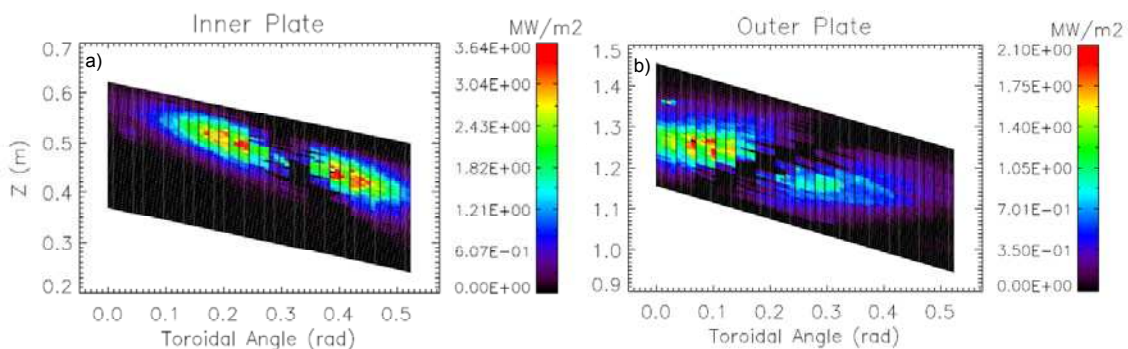 Inner Plate
MW/m2
a)
0.7
0.6
0.5
0.4
0.3
0.2
Z (m)
0.0 0.1 0.2 0.3 0.4 0.5
Toroidal Angle (rad)
3.64E+00
3.04E+00
2.43E+00
1.82E+00
1.21E+00
6.07E-01
0.00E+00
Outer Plate
MW/m2
b)
1.5
1.4
1.3
1.2
1.1
1.0
0.9
0.0 0.1 0.2 0.3 0.4 0.5
Toroidal Angle (rad)
2.10E+00
1.75E+00
1.40E+00
1.05E+00
7.01E-01
3.50E-01
0.00E+00